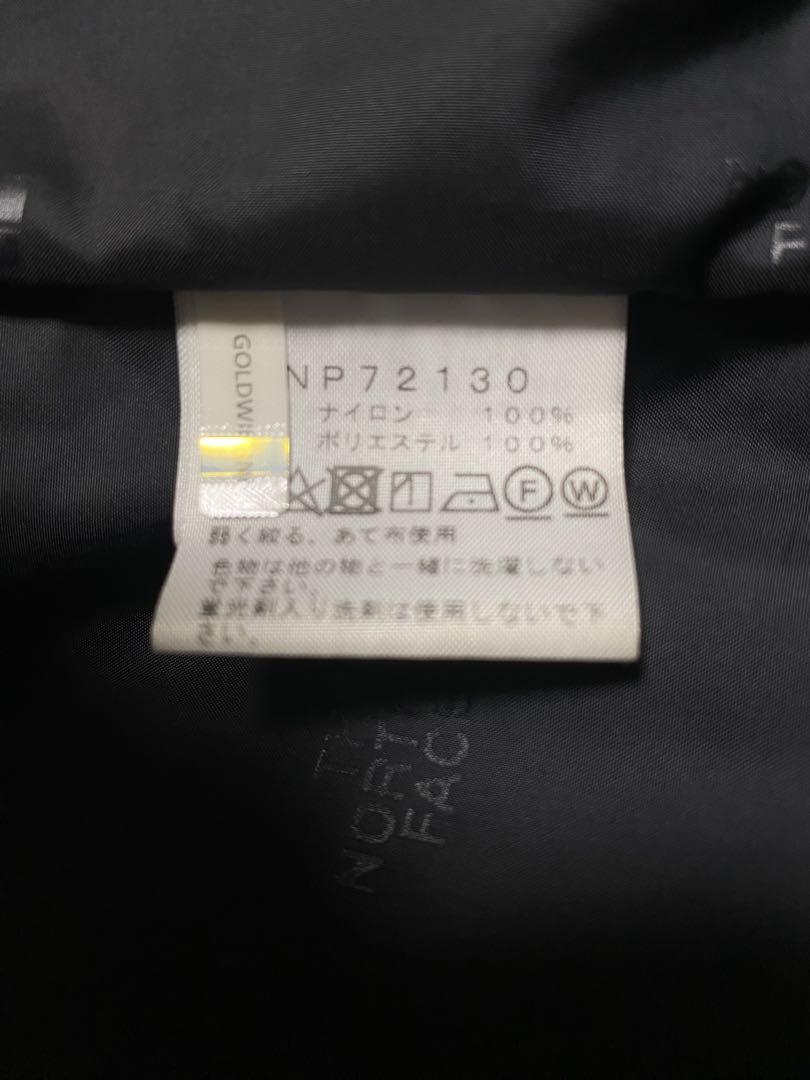 GOLDWI
NP72130
ナイロン 100%
ポリエステル 100%
F W
弱く絞る、あて布使用
色物は他の物と一緒に洗濯しない
で下さい。
蛍光剤入り洗剤は使用しないで下
さい。
THE
NORTH
FACE